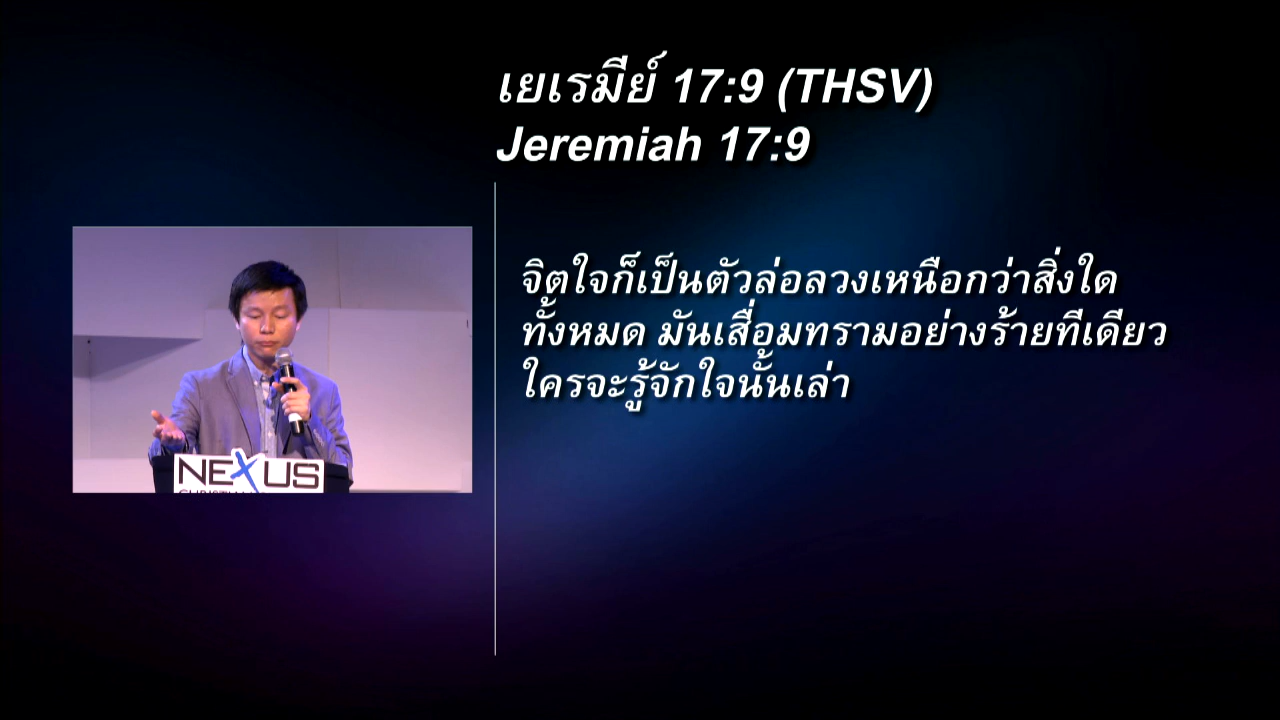 เยเรมีย์ 17:9 (THSV)
Jeremiah 17:9
จิตใจก็เป็นตัวล่อลวงเหนือกว่าสิ่งใด
ทั้งหมด มันเสื่อมทรามอย่างร้ายทีเดียว
ใครจะรู้จักใจนั้นเล่า
NEXUS